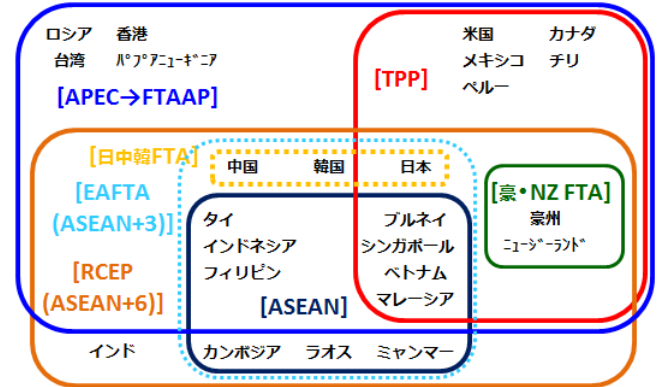 ロシア 香港 米国 カナダ
台湾 ﾊﾟﾌﾟｱﾆｭｰｷﾞﾆｱ メキシコ チリ
[TPP] ペルー
[APEC→FTAAP]
[日中韓FTA] 中国 韓国 日本
[EAFTA [豪・NZ FTA]
(ASEAN+3)] タイ ブルネイ 豪州
インドネシア シンガポール ﾆｭｰｼﾞｰﾗﾝﾄﾞ
[RCEP フィリピン ベトナム
(ASEAN+6)] [ASEAN] マレーシア
インド カンボジア ラオス ミャンマー